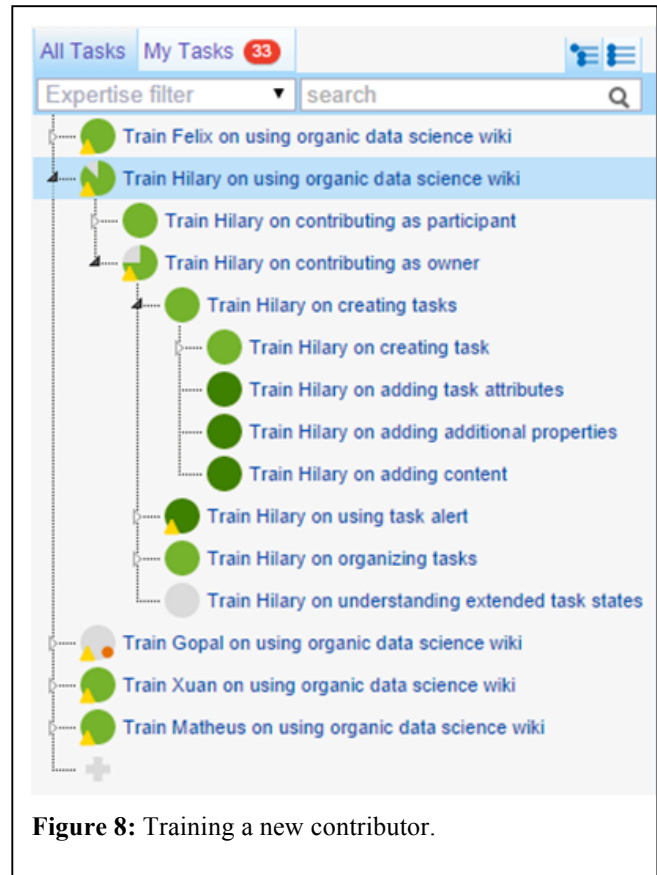 All Tasks My Tasks 33
Expertise filter search
Train Felix on using organic data science wiki
Train Hilary on using organic data science wiki
Train Hilary on contributing as participant
Train Hilary on contributing as owner
Train Hilary on creating tasks
Train Hilary on creating task
Train Hilary on adding task attributes
Train Hilary on adding additional properties
Train Hilary on adding content
Train Hilary on using task alert
Train Hilary on organizing tasks
Train Hilary on understanding extended task states
Train Gopal on using organic data science wiki
Train Xuan on using organic data science wiki
Train Matheus on using organic data science wiki
Figure 8: Training a new contributor.